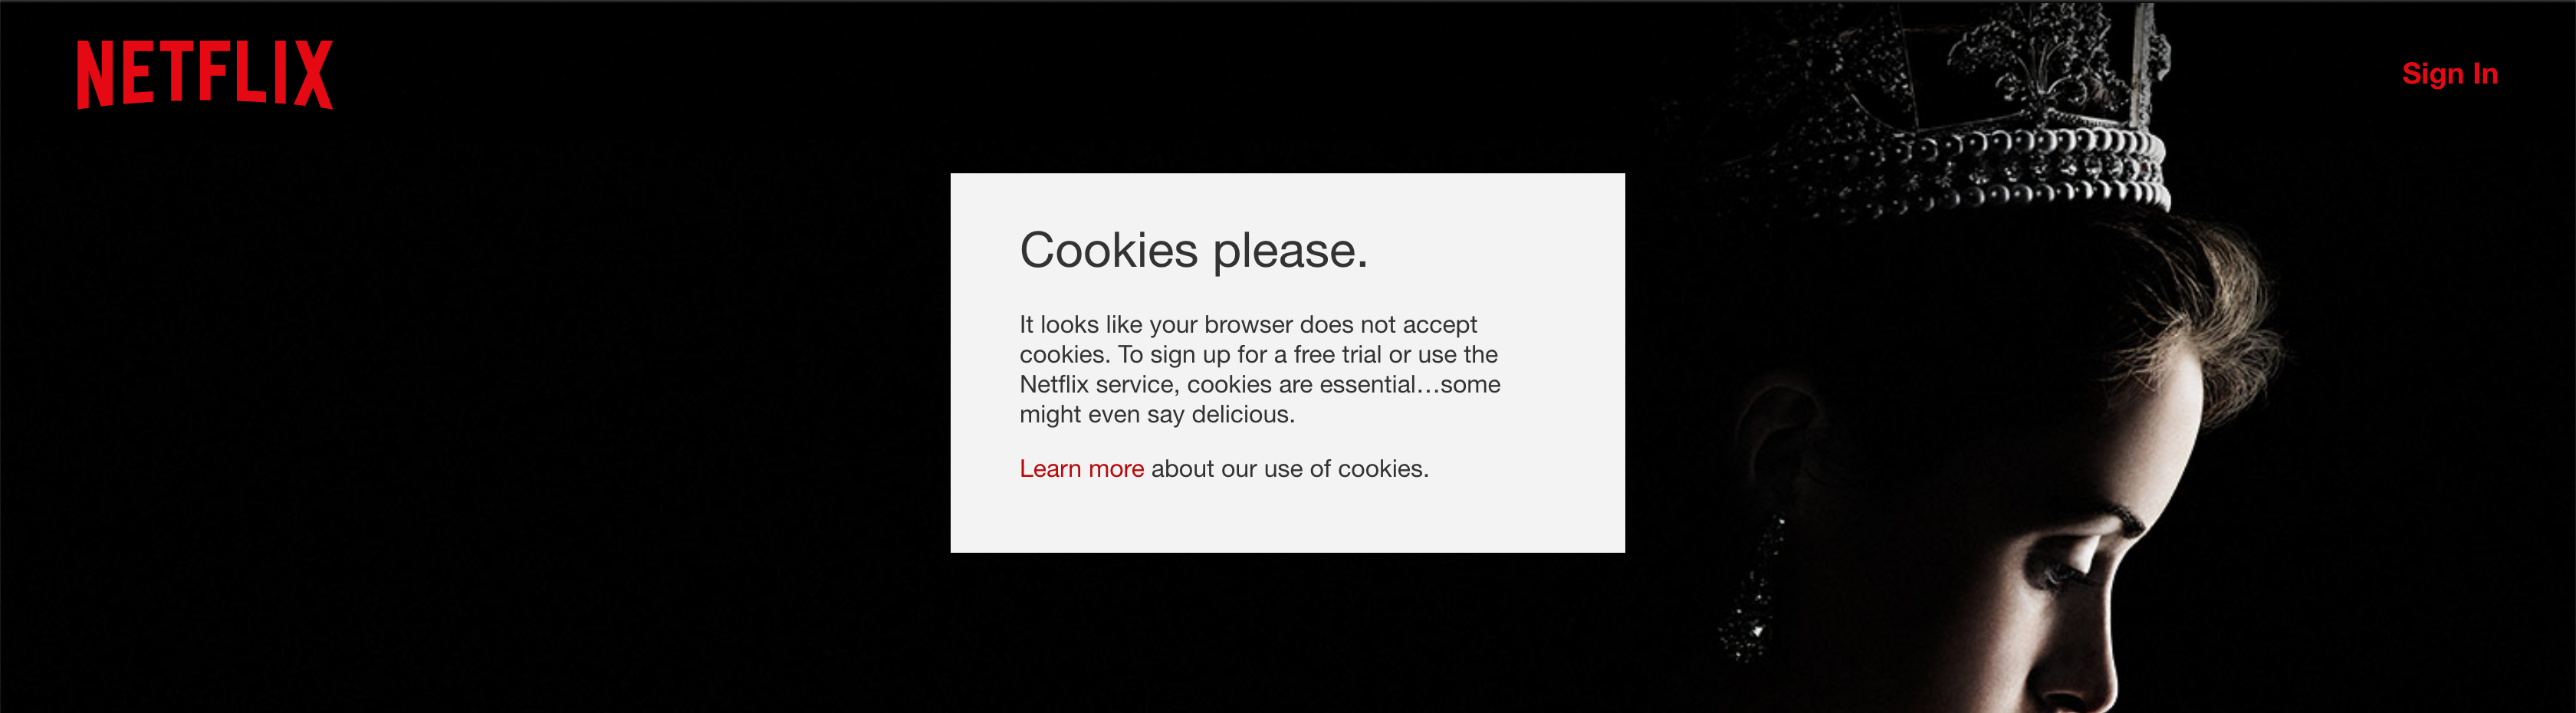 NETFLIX
Sign In
Cookies please.
It looks like your browser does not accept
cookies. To sign up for a free trial or use the
Netflix service, cookies are essential…some
might even say delicious.
Learn more about our use of cookies.